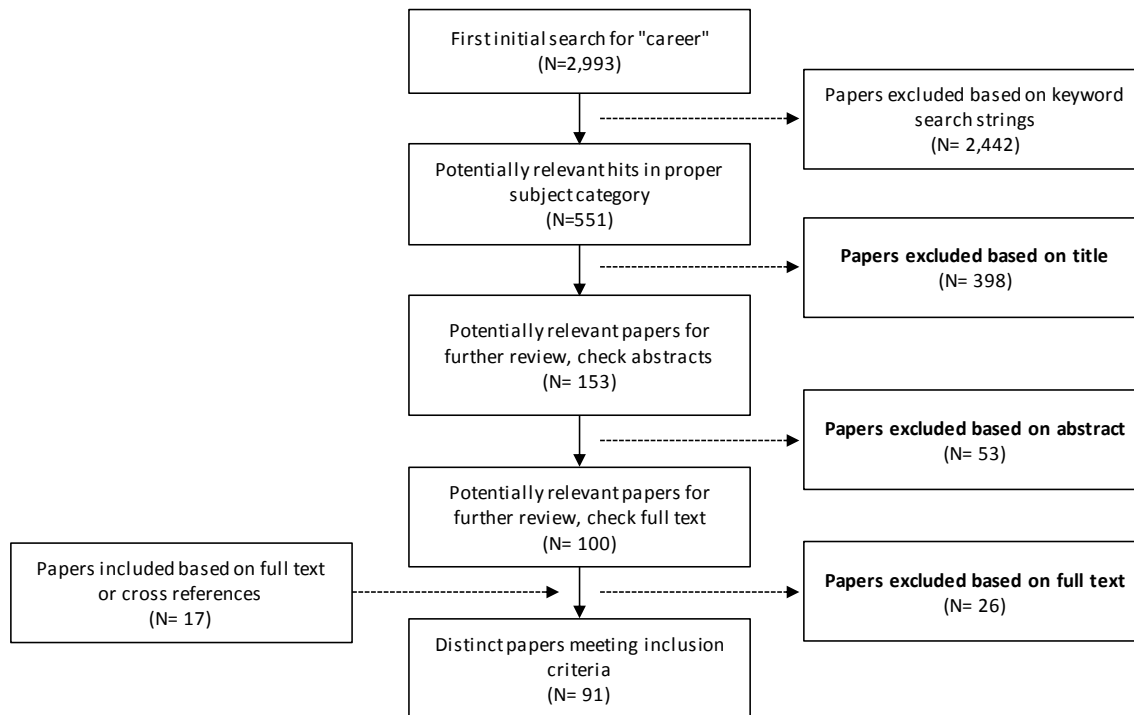 First initial search for "career"
(N=2,993)
Papers excluded based on keyword
search strings
(N= 2,442)
Potentially relevant hits in proper
subject category
(N=551)
Papers excluded based on title
(N= 398)
Potentially relevant papers for
further review, check abstracts
(N= 153)
Papers excluded based on abstract
(N= 53)
Potentially relevant papers for
further review, check full text
(N= 100)
Papers included based on full text
or cross references
(N= 17)
Papers excluded based on full text
(N= 26)
Distinct papers meeting inclusion
criteria
(N= 91)